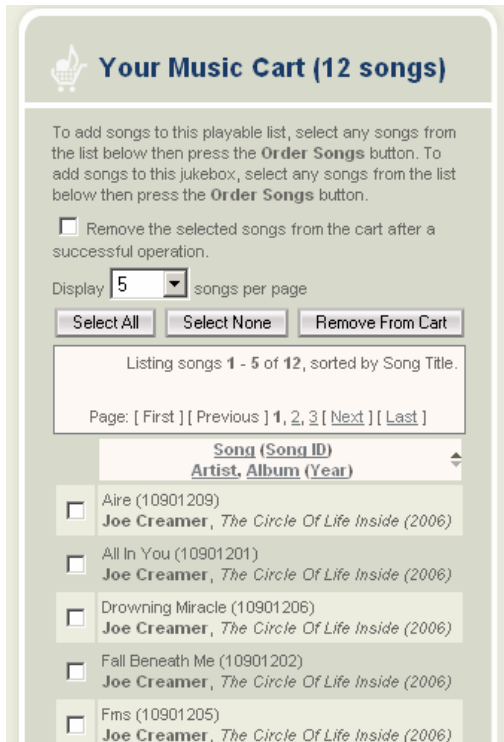 Your Music Cart (12 songs)
To add songs to this playable list, select any songs from
the list below then press the Order Songs button. To
add songs to this jukebox, select any songs from the list
below then press the Order Songs button.
Remove the selected songs from the cart after a
successful operation.
Display 5 songs per page
Select All Select None Remove From Cart
Listing songs 1 - 5 of 12, sorted by Song Title.
Page: [ First ] [ Previous ] 1, 2, 3 [ Next ] [ Last ]
Song (Song ID)
Artist, Album (Year)
Aire (10901209)
Joe Creamer, The Circle Of Life Inside (2006)
All In You (10901201)
Joe Creamer, The Circle Of Life Inside (2006)
Drowning Miracle (10901206)
Joe Creamer, The Circle Of Life Inside (2006)
Fall Beneath Me (10901202)
Joe Creamer, The Circle Of Life Inside (2006)
Fms (10901205)
Joe Creamer, The Circle Of Life Inside (2006)